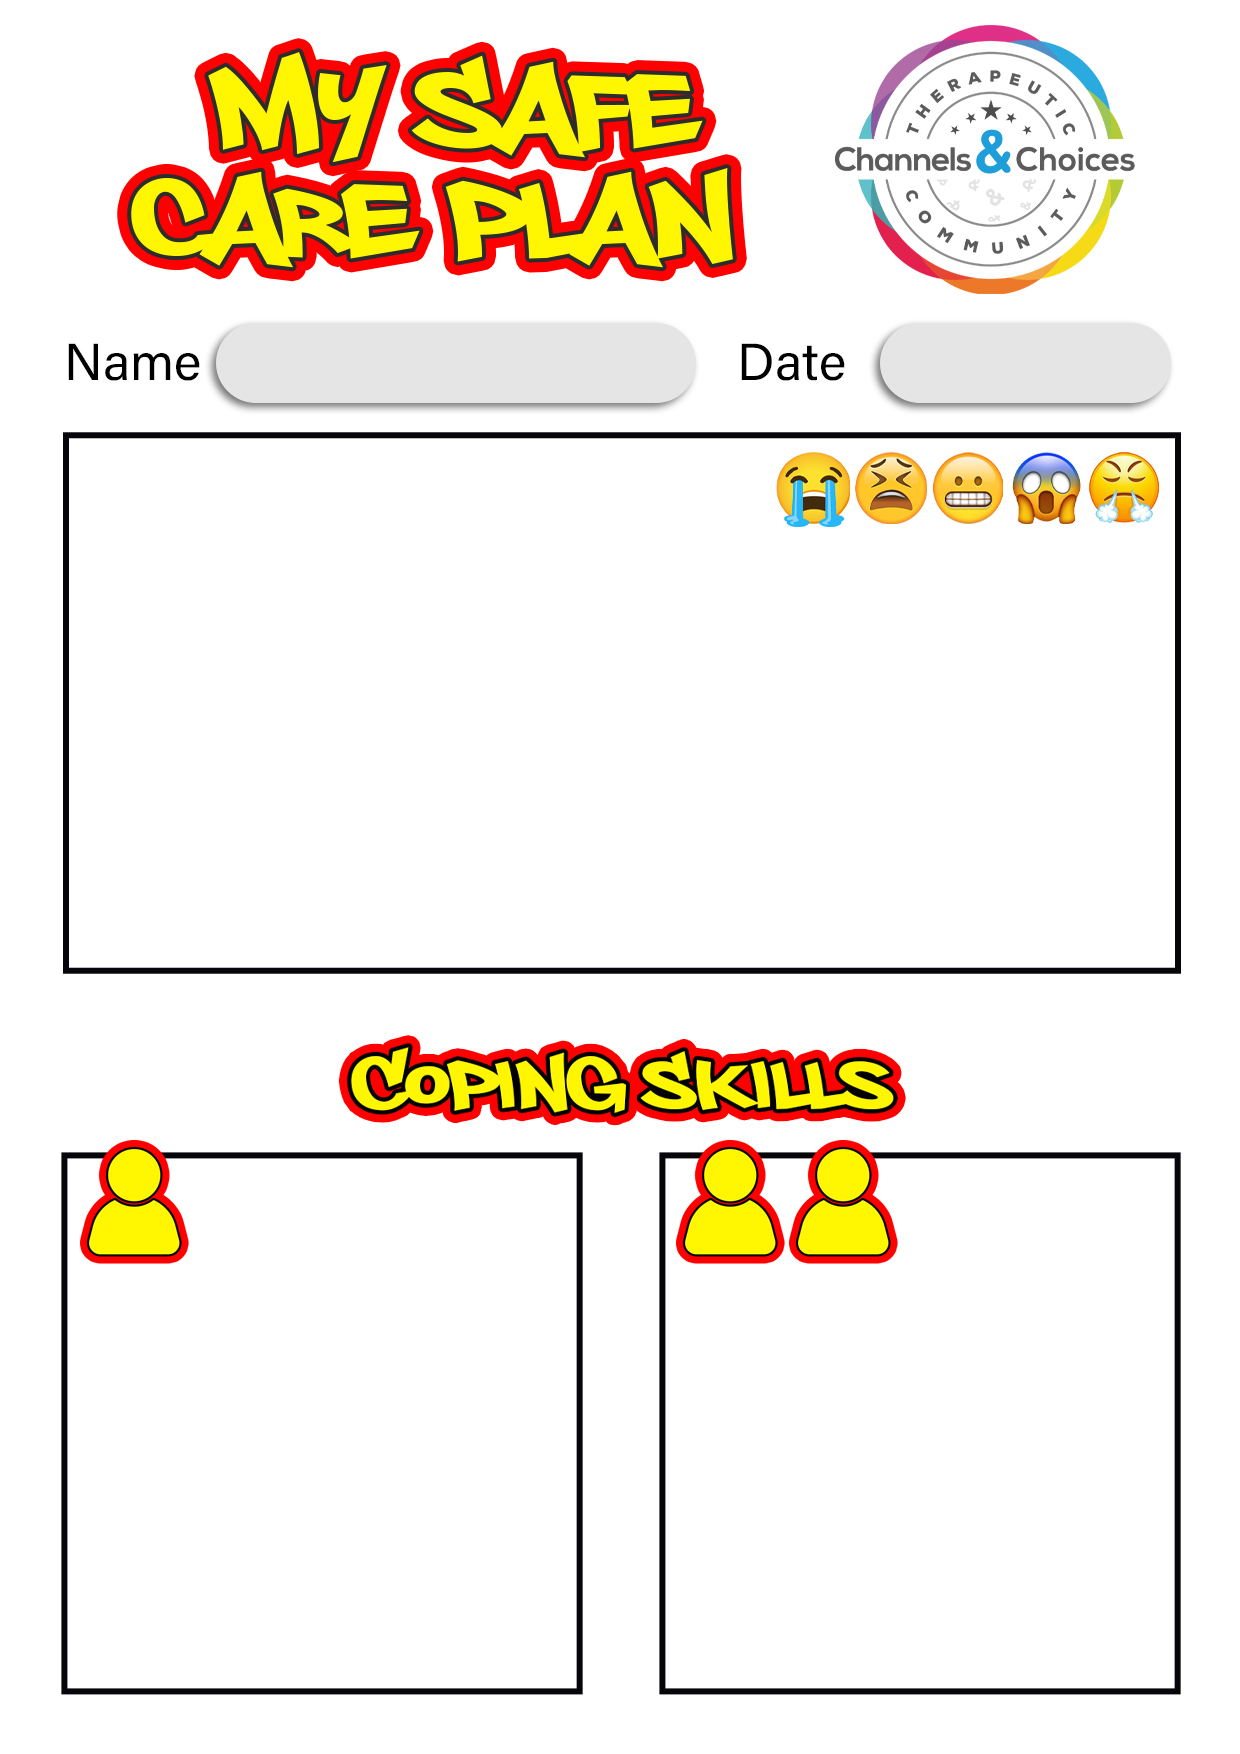 MY SAFE
CARE PLAN
THERAPEUTIC
Channels & Choices
COMMUNITY
Name
Date
COPING SKILLS